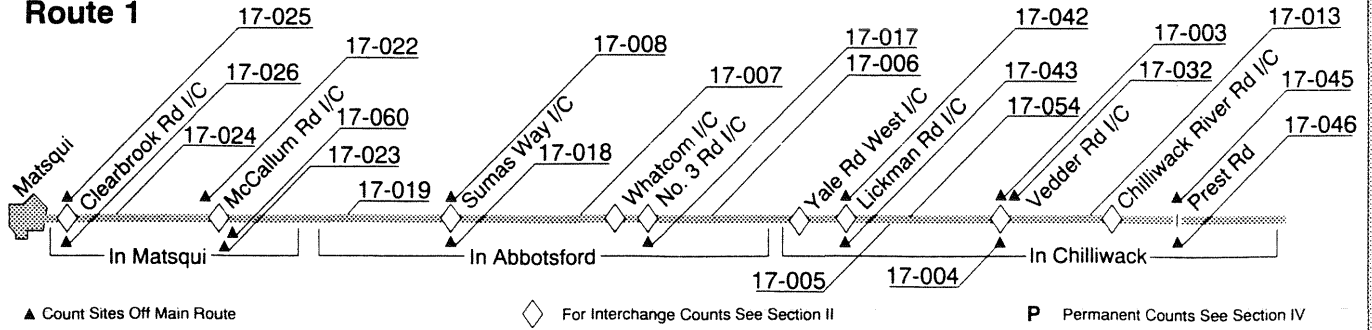 Route 1
17-025
17-026
17-024
17-022
17-060
17-023
17-019
17-008
17-018
17-007
17-017
17-006
17-042
17-043
17-054
17-003
17-032
17-013
17-045
17-046
17-005
17-004
Matsqui
Clearbrook Rd I/C
McCallum Rd I/C
Sumas Way I/C
Whatcom I/C
No. 3 Rd I/C
Yale Rd West I/C
Lickman Rd I/C
Vedder Rd I/C
Chilliwack River Rd I/C
Prest Rd
In Matsqui
In Abbotsford
In Chilliwack
▲ Count Sites Off Main Route
◇ For Interchange Counts See Section II
P Permanent Counts See Section IV